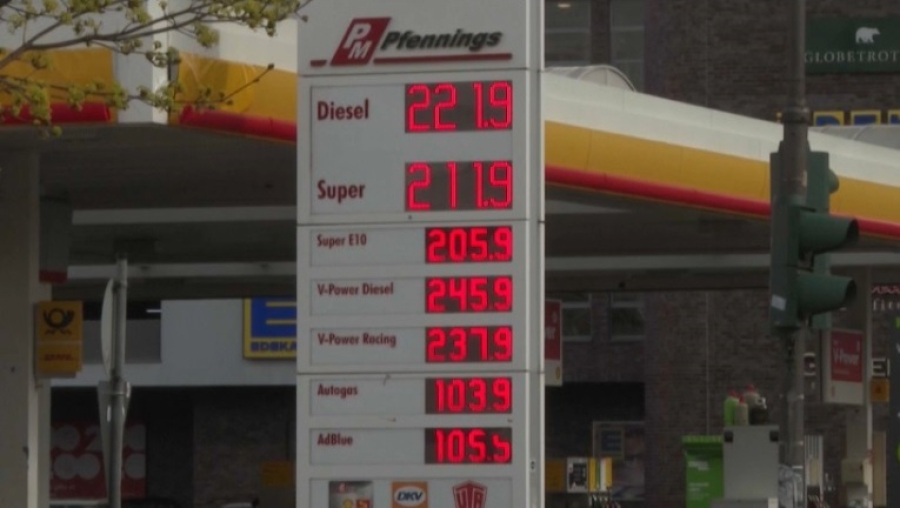 PM Pfennings
GLOBETROT
Diesel 221.9
Super 211.9
Super E10 205.9
V-Power Diesel 245.9
V-Power Racing 237.9
Autogas 103.9
AdBlue 105.
EDEKA
V-Power
DKV